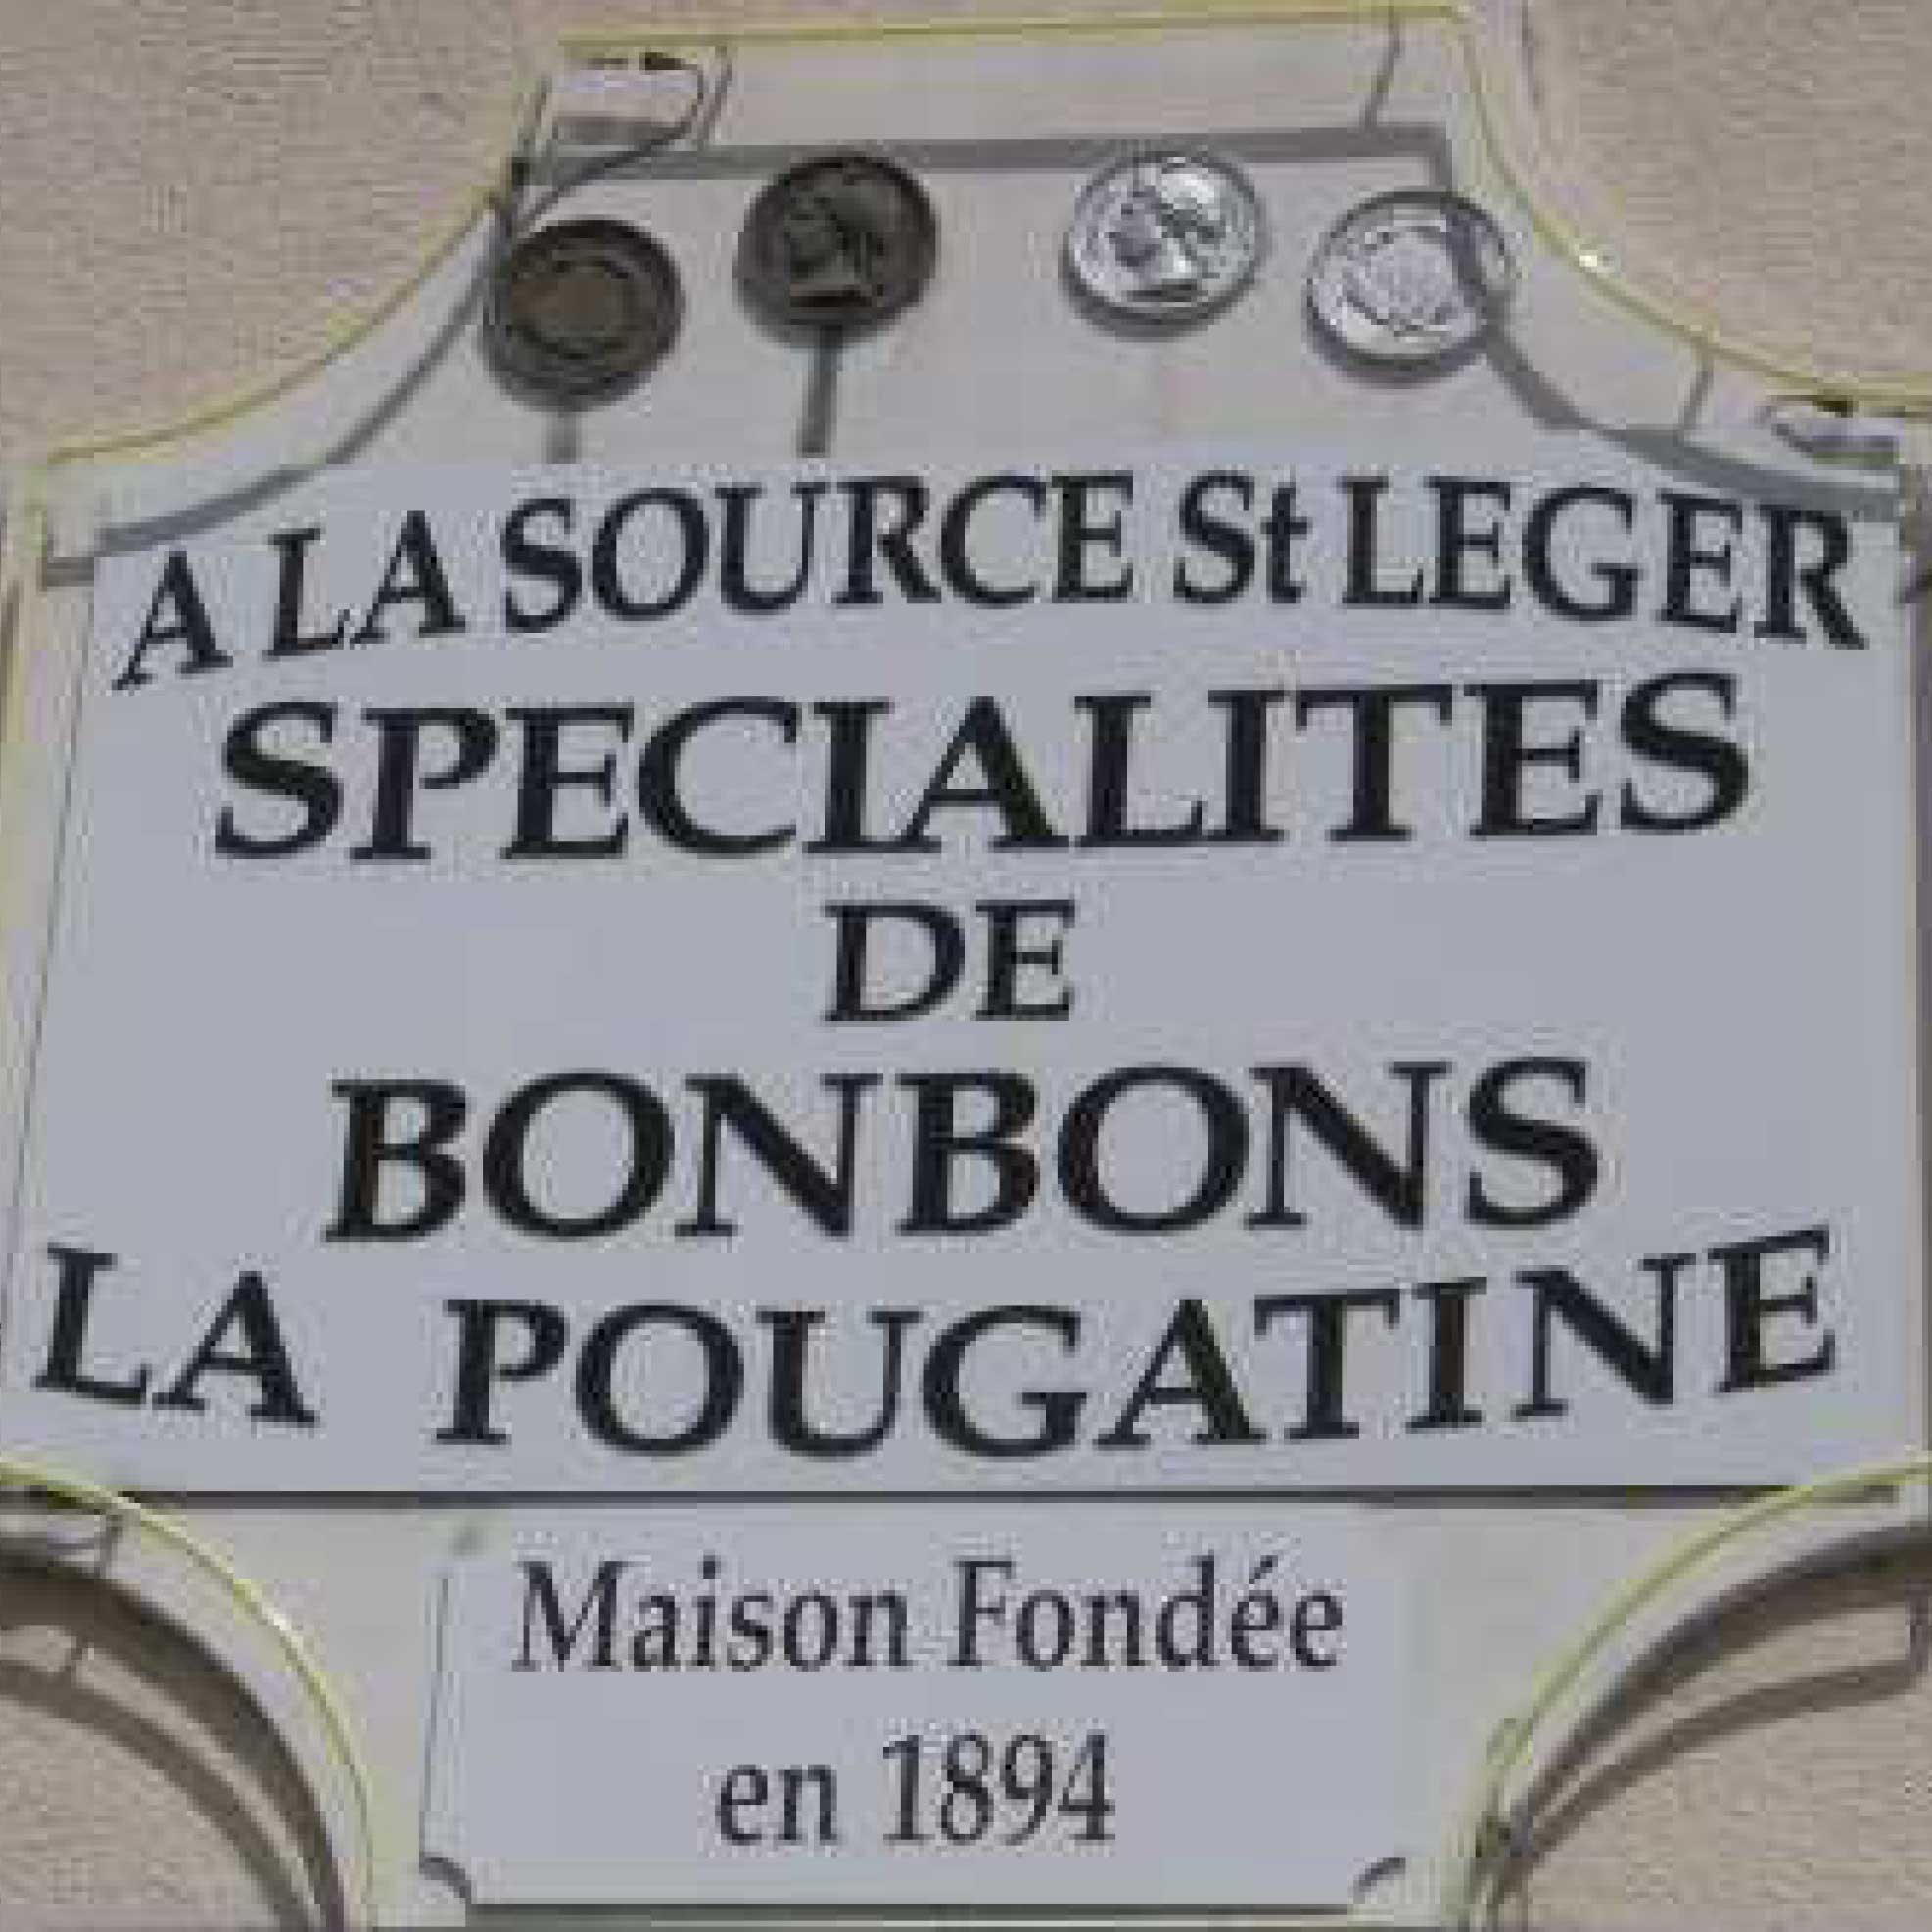 A LA SOURCE St LEGER
SPECIALITES
DE
BONBONS
LA POUGATINE
Maison Fondée
en 1894